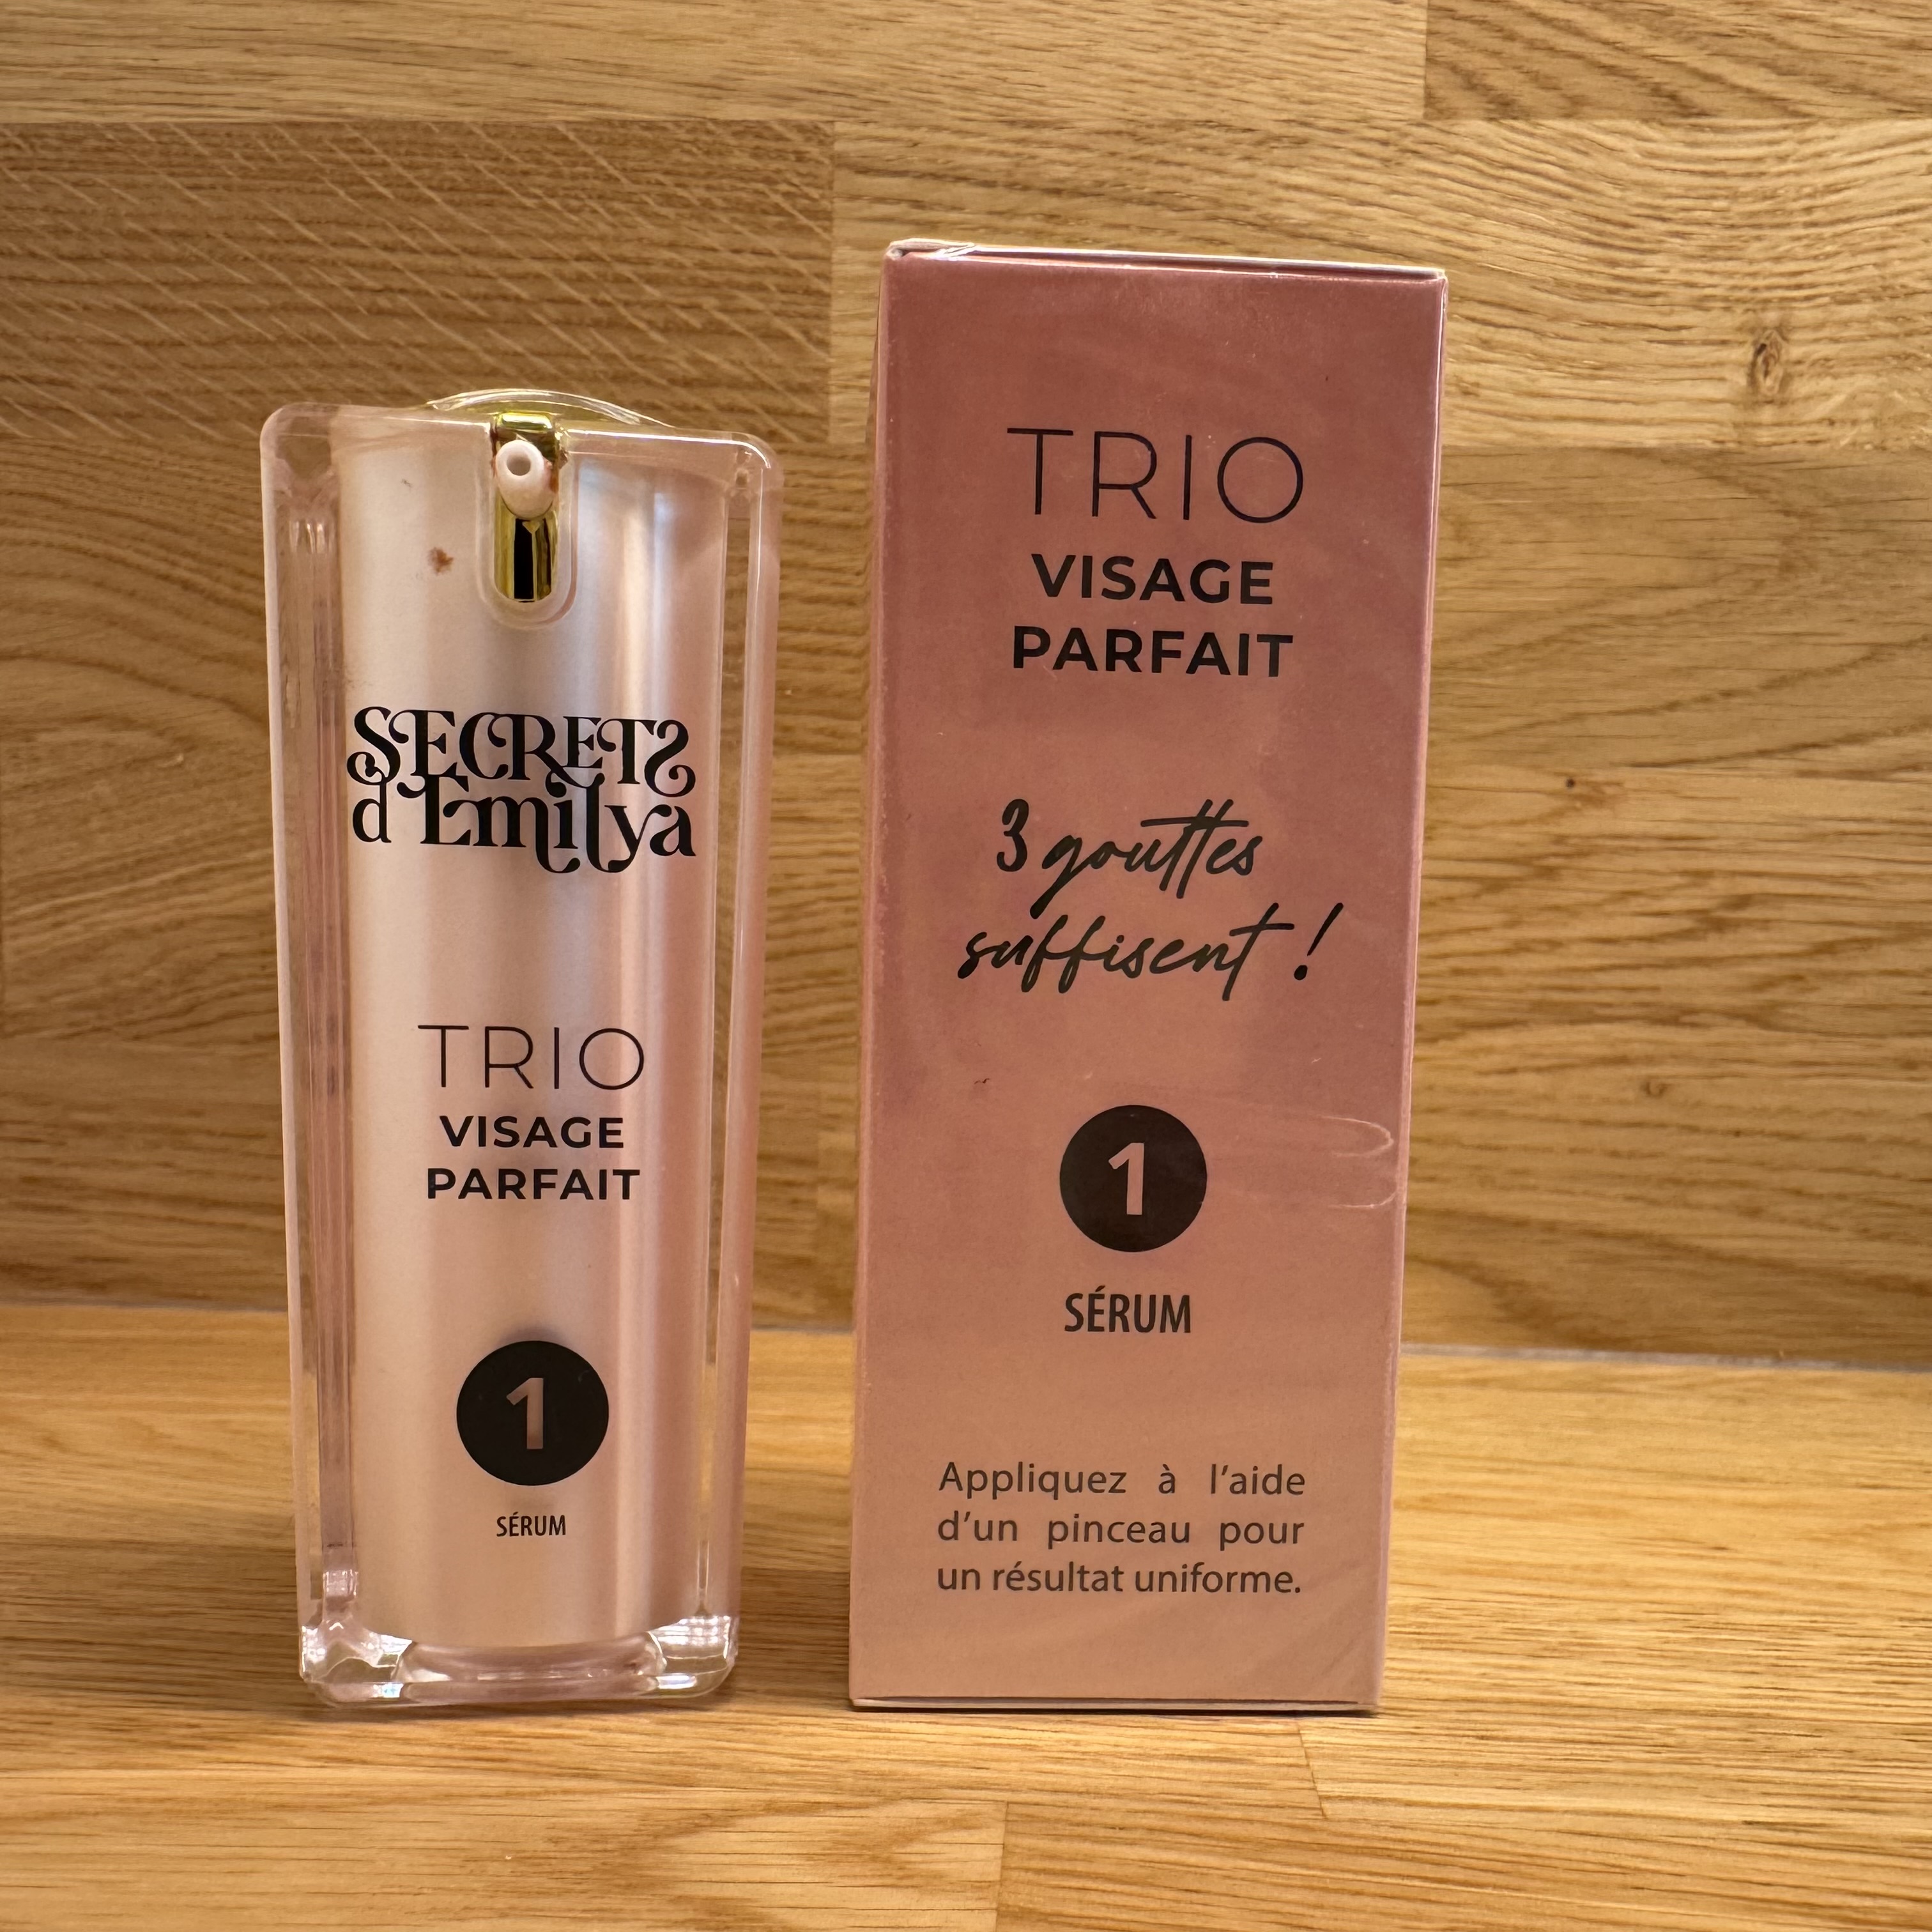 SECRETS
d'Emilya
TRIO
VISAGE
PARFAIT
1
SÉRUM
TRIO
VISAGE
PARFAIT
3 gouttes
suffisent !
1
SÉRUM
Appliquez à l'aide
d'un pinceau pour
un résultat uniforme.